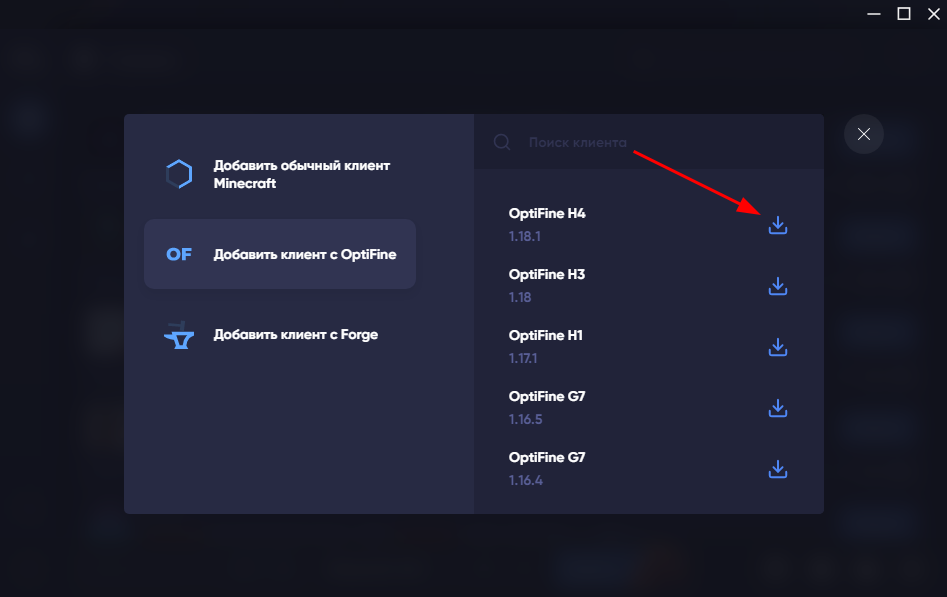 Добавить обычный клиент
Minecraft
OF
Добавить клиент с OptiFine
Добавить клиент с Forge
Поиск клиента
OptiFine H4
1.18.1
OptiFine H3
1.18
OptiFine H1
1.17.1
OptiFine G7
1.16.5
OptiFine G7
1.16.4